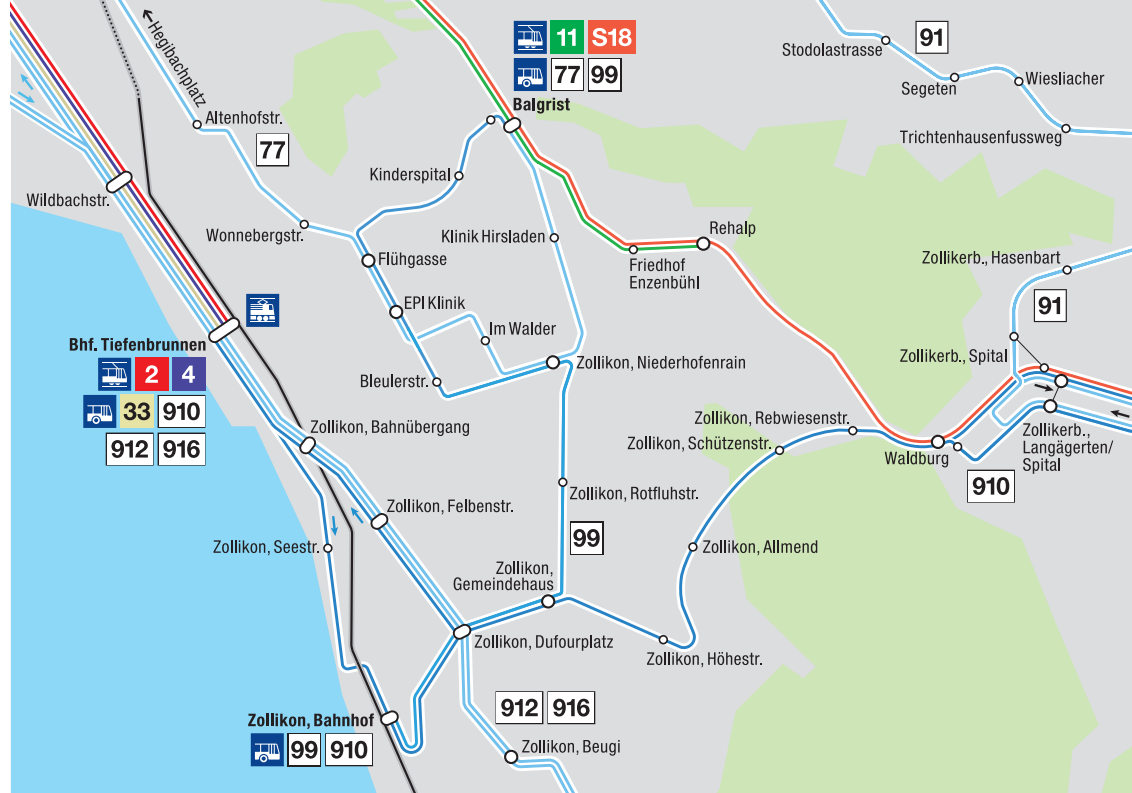 Hegibachplatz
11 S18
77 99
Balgrist
Stodolastrasse
91
Segeten
Wiesliacher
Trichtenhausenfussweg
Altenhofstr.
77
Kinderspital
Wildbachstr.
Wonnebergstr.
Klinik Hirsladen
Rehalp
Friedhof
Enzenbühl
Zollikerb., Hasenbart
Flühgasse
EPI Klinik
91
Im Walder
Bhf. Tiefenbrunnen
2 4
33 910
912 916
Zollikerb., Spital
Zollikon, Niederhofenrain
Bleulerstr.
Zollikon, Rebwiesenstr.
Zollikon, Schützenstr.
Zollikon, Bahnübergang
Waldburg
Zollikerb.,
Langägerten/
Spital
910
Zollikon, Rotfluhstr.
Zollikon, Felbenstr.
99
Zollikon, Seestr.
Zollikon, Allmend
Zollikon,
Gemeindehaus
Zollikon, Dufourplatz
Zollikon, Höhestr.
912 916
Zollikon, Bahnhof
99 910
Zollikon, Beugi